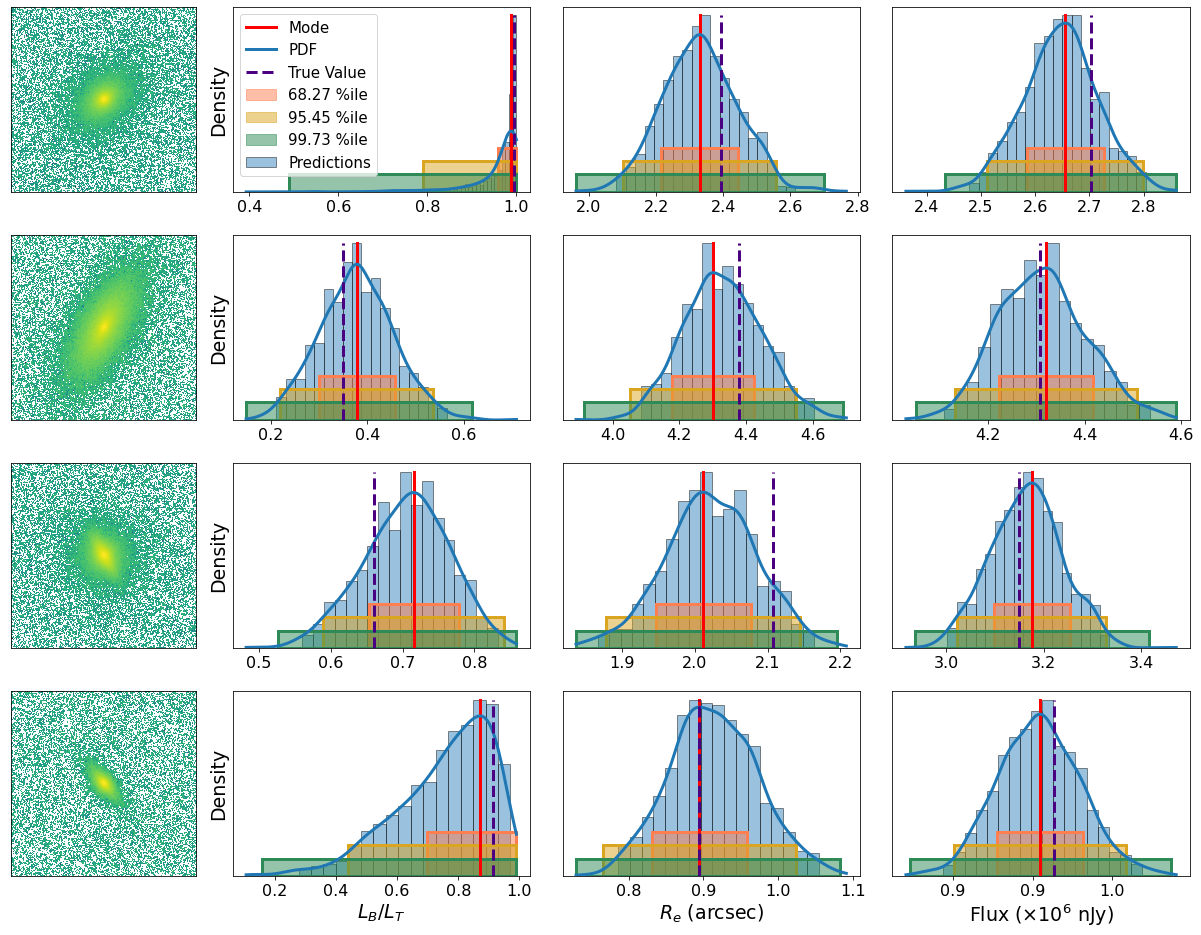 Density
Mode
PDF
True Value
68.27 %ile
95.45 %ile
99.73 %ile
Predictions
0.4 0.6 0.8 1.0
2.0 2.2 2.4 2.6 2.8
2.4 2.5 2.6 2.7 2.8
Density
0.2 0.4 0.6
4.0 4.2 4.4 4.6
4.2 4.4 4.6
Density
0.5 0.6 0.7 0.8
1.9 2.0 2.1 2.2
3.0 3.2 3.4
Density
0.2 0.4 0.6 0.8 1.0
0.8 0.9 1.0 1.1
0.9 0.9 1.0
L_B/L_T
R_e (arcsec)
Flux (×10⁶ nJy)